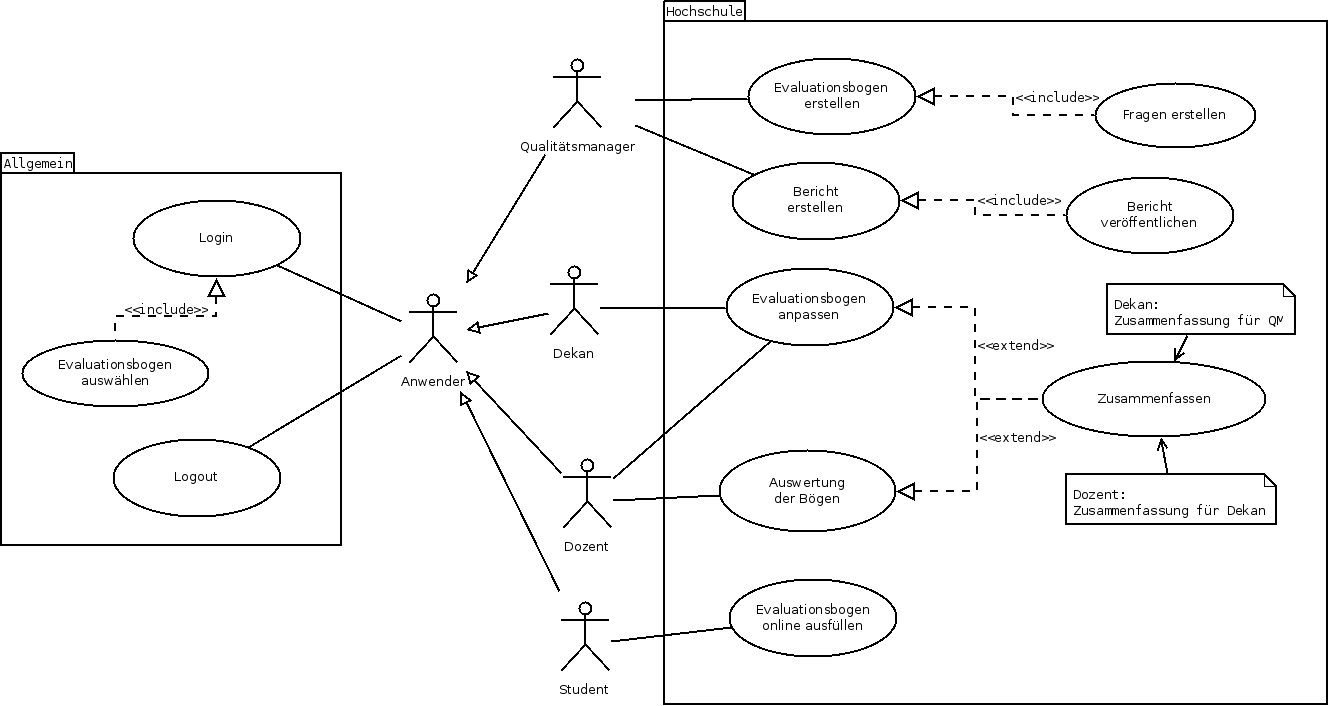 Hochschule
Qualitätsmanager
Evaluationsbogen
erstellen
<<include>>
Fragen erstellen
Allgemein
Login
<<include>>
Evaluationsbogen
auswählen
Logout
Anwender
Bericht
erstellen
<<include>>
Bericht
veröffentlichen
Dekan
Evaluationsbogen
anpassen
<<extend>>
Dekan:
Zusammenfassung für QM
Zusammenfassen
<<extend>>
Dozent
Auswertung
der Bögen
Dozent:
Zusammenfassung für Dekan
Student
Evaluationsbogen
online ausfüllen